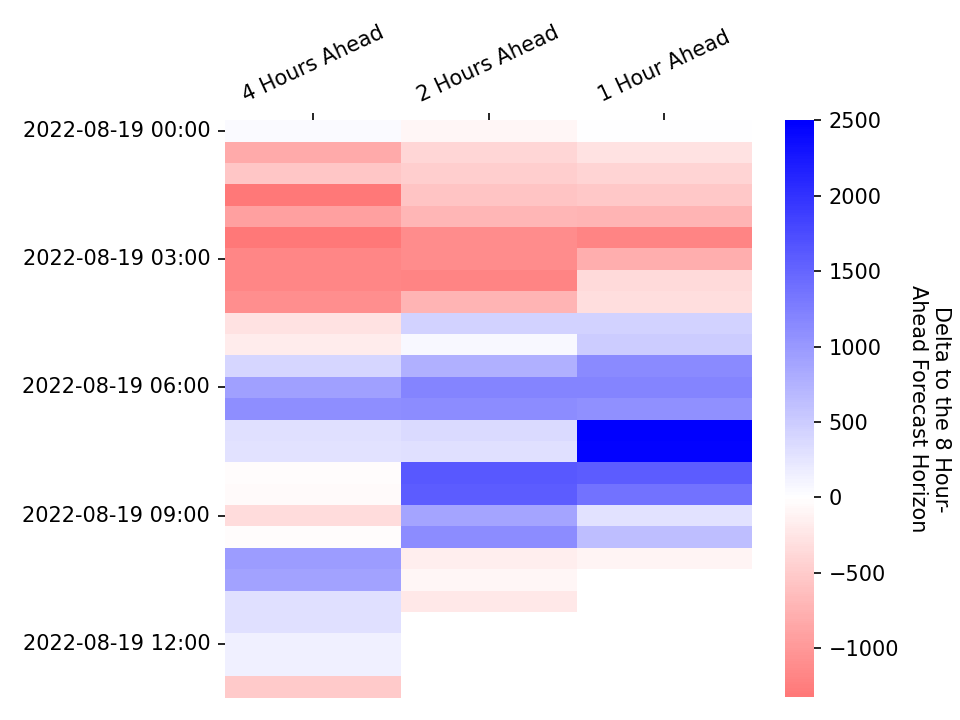 4 Hours Ahead
2 Hours Ahead
1 Hour Ahead
2022-08-19 00:00
2022-08-19 03:00
2022-08-19 06:00
2022-08-19 09:00
2022-08-19 12:00
2500
2000
1500
1000
500
0
−500
−1000
Delta to the 8 Hour-
Ahead Forecast Horizon